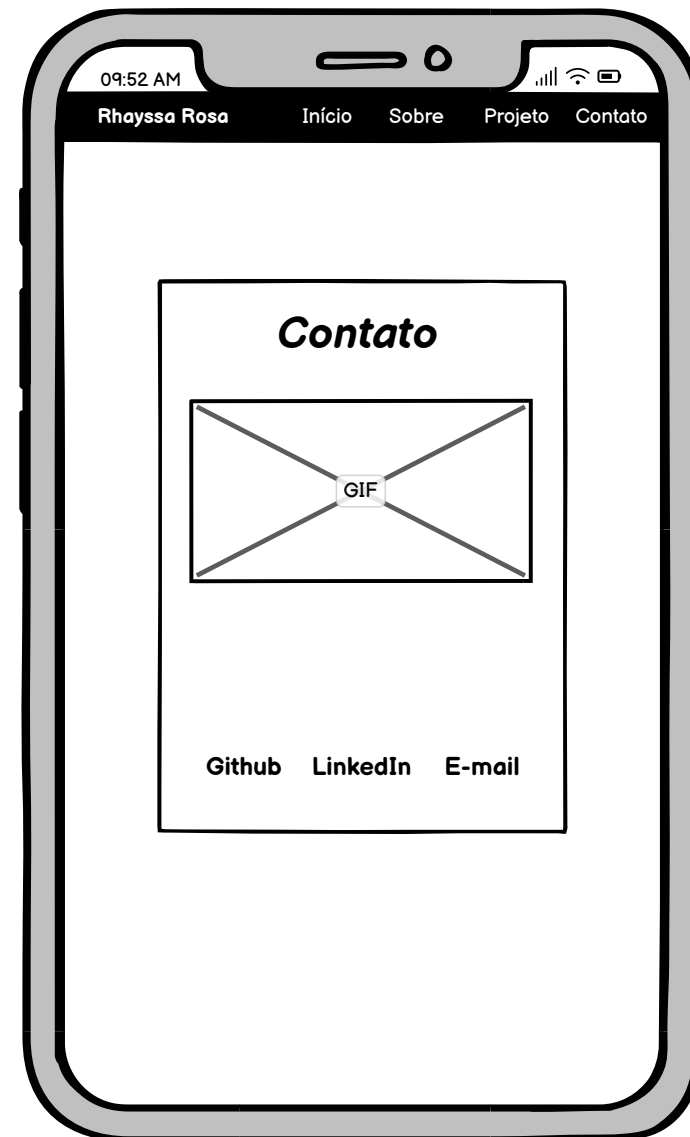 09:52 AM
Rhayssa Rosa Início Sobre Projeto Contato
Contato
GIF
Github LinkedIn E-mail